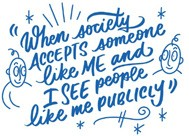 "When society
ACCEPTS someone
like ME and
I SEE people
like me PUBLICLY"